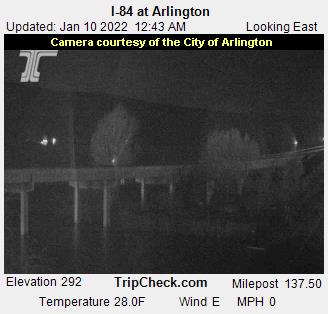 I-84 at Arlington
Updated: Jan 10 2022 12:43 AM Looking East
Camera courtesy of the City of Arlington
Elevation 292 TripCheck.com Milepost 137.50
Temperature 28.0F Wind E MPH 0